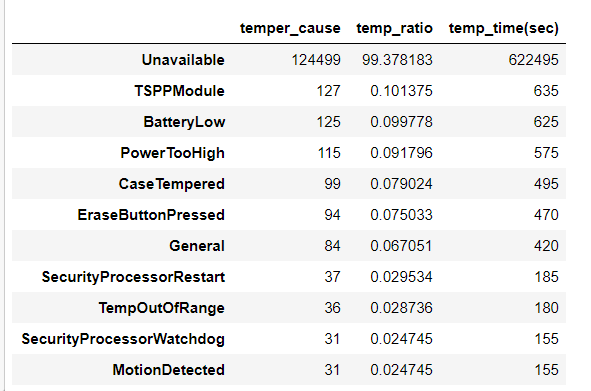 temper_cause temp_ratio temp_time(sec)
Unavailable 124499 99.378183 622495
TSPPModule 127 0.101375 635
BatteryLow 125 0.099778 625
PowerTooHigh 115 0.091796 575
CaseTempered 99 0.079024 495
EraseButtonPressed 94 0.075033 470
General 84 0.067051 420
SecurityProcessorRestart 37 0.029534 185
TempOutOfRange 36 0.028736 180
SecurityProcessorWatchdog 31 0.024745 155
MotionDetected 31 0.024745 155